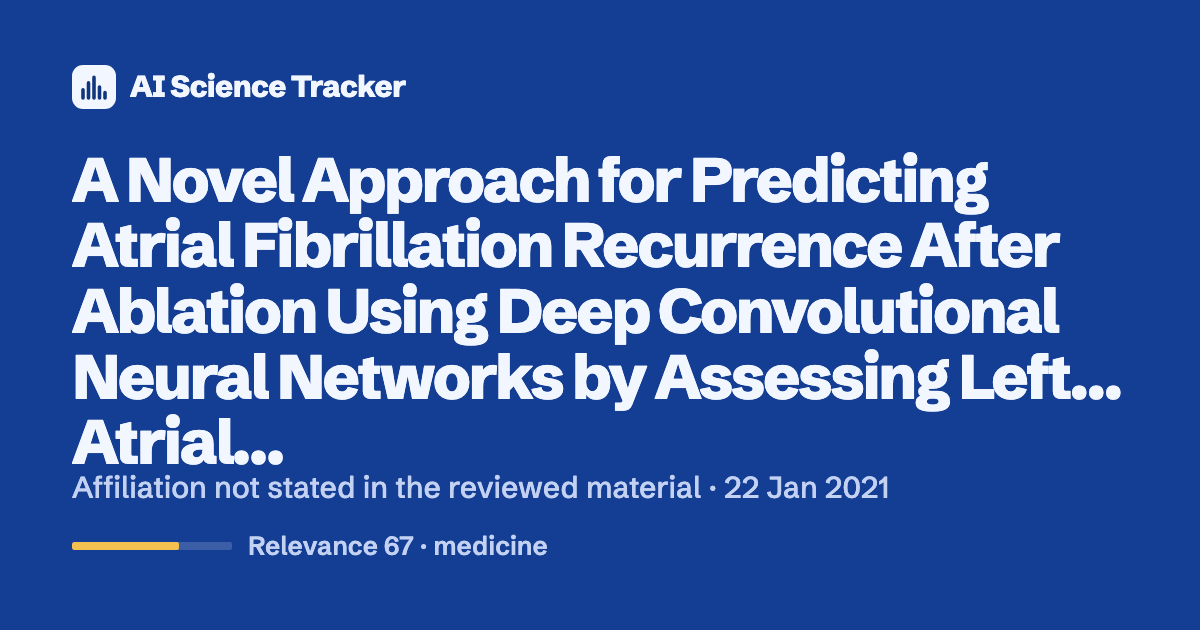 AI Science Tracker
A Novel Approach for Predicting
Atrial Fibrillation Recurrence After
Ablation Using Deep Convolutional
Neural Networks by Assessing Left...
Atrial...
Affiliation not stated in the reviewed material · 22 Jan 2021
Relevance 67 · medicine